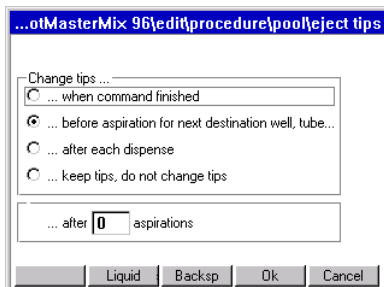 ...otMasterMix 96\edit\procedure\pool\eject tips
Change tips ...
... when command finished
... before aspiration for next destination well, tube...
... after each dispense
... keep tips, do not change tips
... after 0 aspirations
Liquid Backsp Ok Cancel